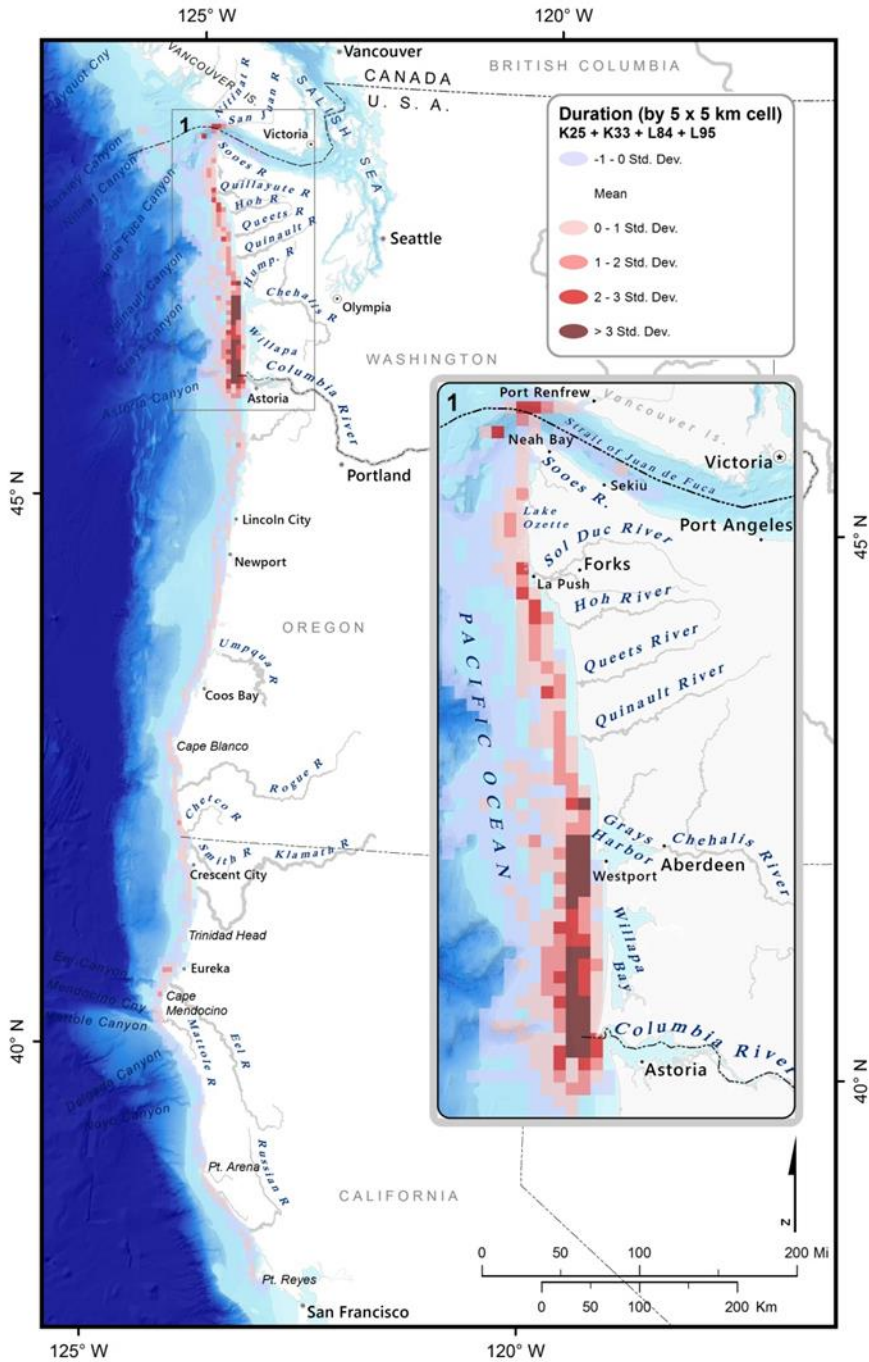 125° W
120° W
Vancouver
BRITISH COLUMBIA
VANCOUVER IS.
CANADA
U. S. A.
Nitinat R
San Juan R
SALISH SEA
1
Victoria
Barkley Canyon
Nitinat Canyon
Sooes R
Quillayute R
Hoh R
Queets R
Quinault R
Seattle
Hump. R
Chehalis R
Olympia
Willapa
WASHINGTON
Columbia River
Astoria Canyon
Astoria
Portland
45° N
Lincoln City
Newport
OREGON
Umpqua R
Coos Bay
Cape Blanco
Rogue R
Chetco R
Smith R
Klamath R
Crescent City
Trinidad Head
Eel Canyon
Eureka
Mendocino Cny
Cape
Mendocino
Mattole Canyon
40° N
Mattole R
Eel R
Delgada Canyon
Noyo Canyon
Pt. Arena
Russian R
CALIFORNIA
Pt. Reyes
San Francisco
Duration (by 5 x 5 km cell)
K25 + K33 + L84 + L95
-1 - 0 Std. Dev.
Mean
0 - 1 Std. Dev.
1 - 2 Std. Dev.
2 - 3 Std. Dev.
> 3 Std. Dev.
1
Port Renfrew
Vancouver is.
Neah Bay
Strait of Juan de Fuca
Victoria
Sooes R.
Sekiu
Lake
Ozette
Port Angeles
45° N
Sol Duc River
Forks
La Push
Hoh River
PACIFIC OCEAN
Queets River
Quinault River
Grays
Harbor
Chehalis River
Aberdeen
Westport
Willapa
Bay
Columbia River
Astoria
40° N
N
0 50 100 200 Mi
0 50 100 200 Km
125° W
120° W